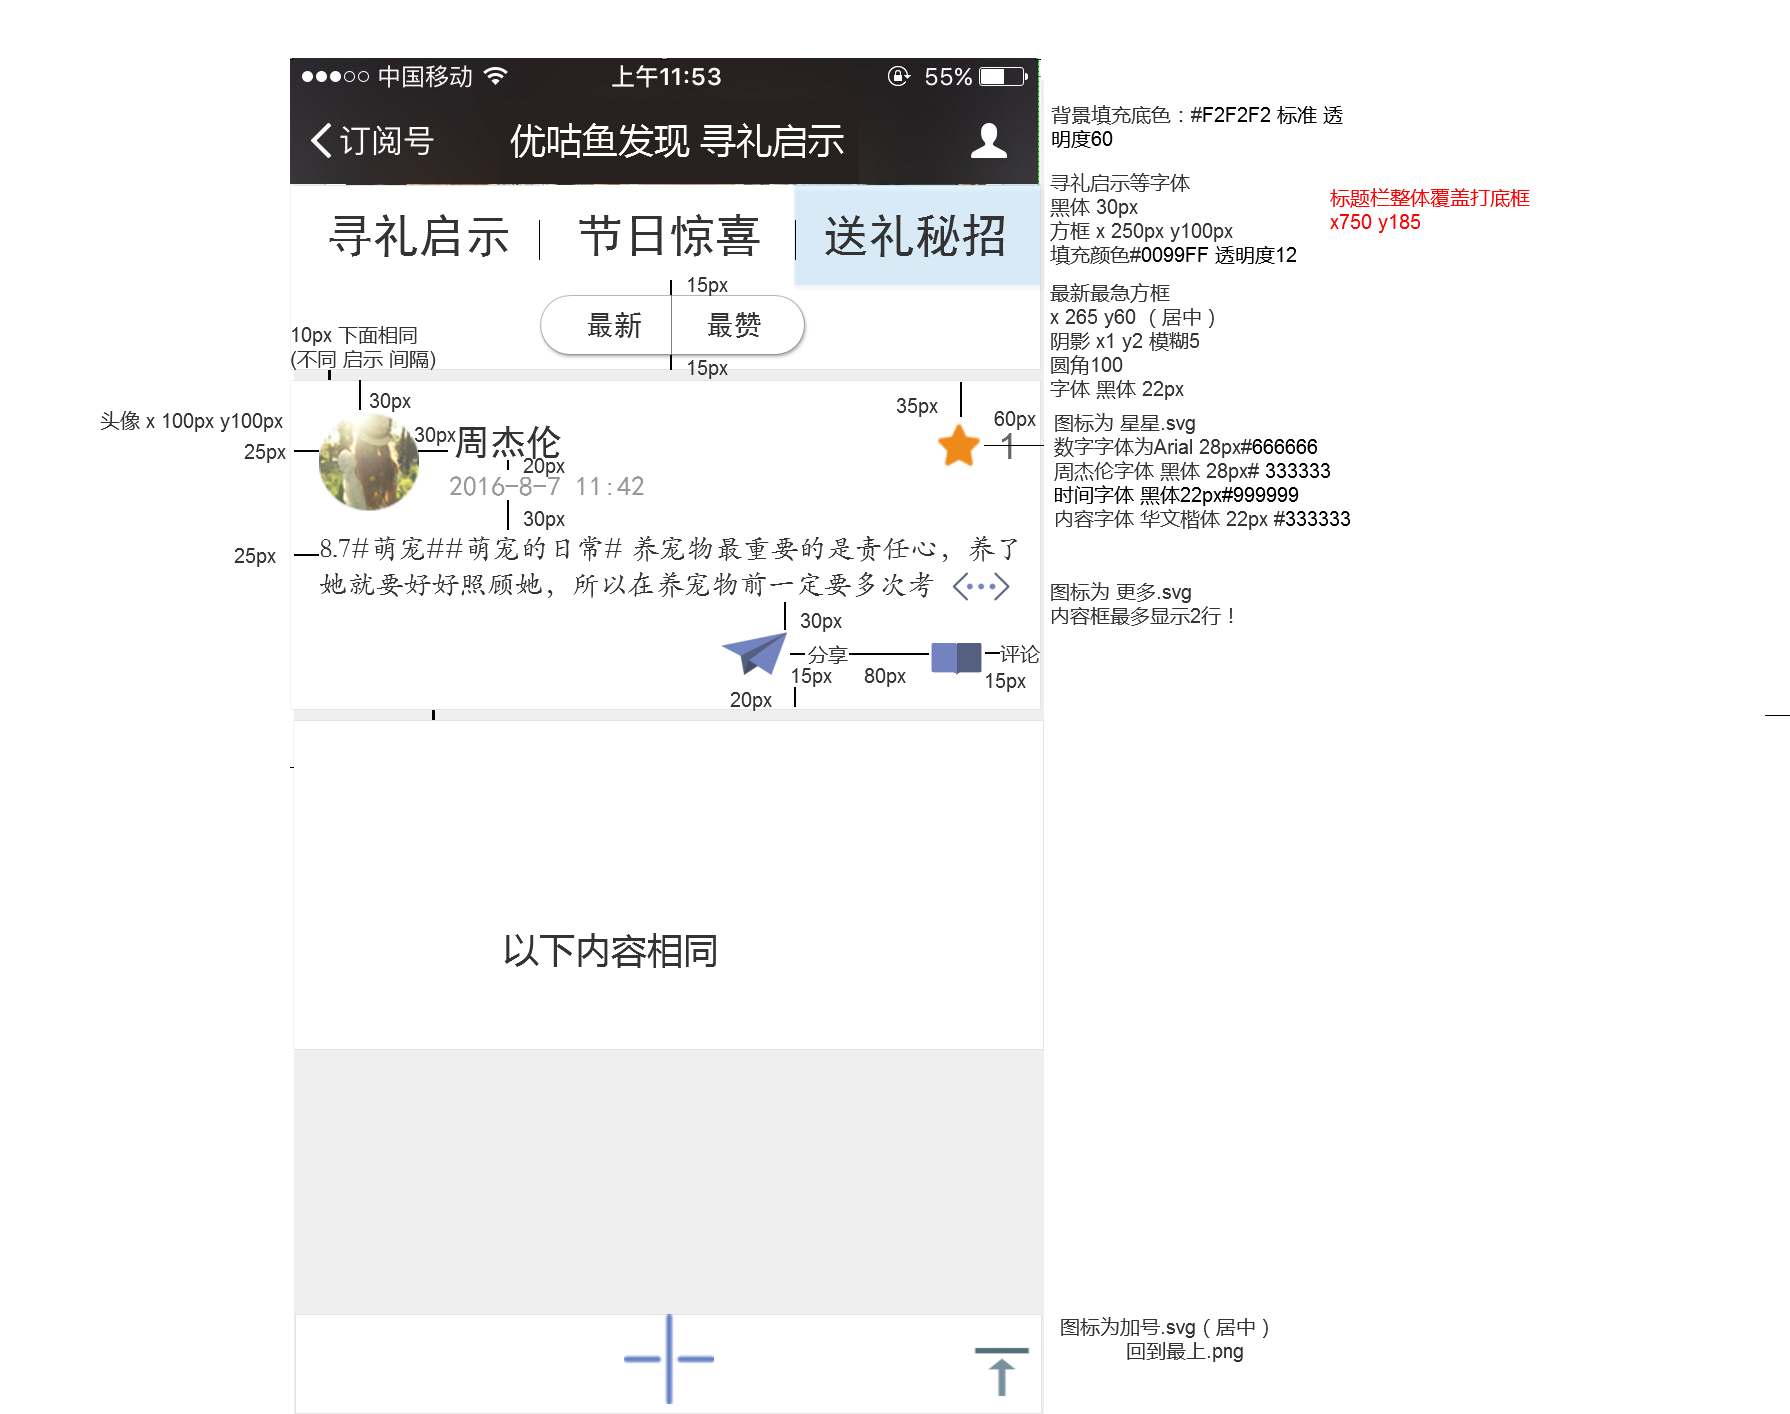 中国移动
上午11:53
55%
订阅号
优咕鱼发现 寻礼启示
背景填充底色：#F2F2F2 标准 透
明度60
寻礼启示
节日惊喜
送礼秘招
寻礼启示等字体
黑体 30px
方框 x 250px y100px
填充颜色#0099FF 透明度12
标题栏整体覆盖打底框
x750 y185
15px
最新
最赞
15px
10px 下面相同
(不同 启示 间隔)
最新最急方框
x 265 y60 （居中）
阴影 x1 y2 模糊5
圆角100
字体 黑体 22px
头像 x 100px y100px
25px
30px
30px
周杰伦
20px
2016-8-7 11:42
30px
35px
60px
1
图标为 星星.svg
数字字体为Arial 28px#666666
周杰伦字体 黑体 28px# 333333
时间字体 黑体22px#999999
内容字体 华文楷体 22px #333333
25px
8.7#萌宠##萌宠的日常# 养宠物最重要的是责任心，养了
她就要好好照顾她，所以在养宠物前一定要多次考
图标为 更多.svg
内容框最多显示2行！
30px
分享
评论
15px
80px
15px
20px
以下内容相同
图标为加号.svg（居中）
回到最上.png